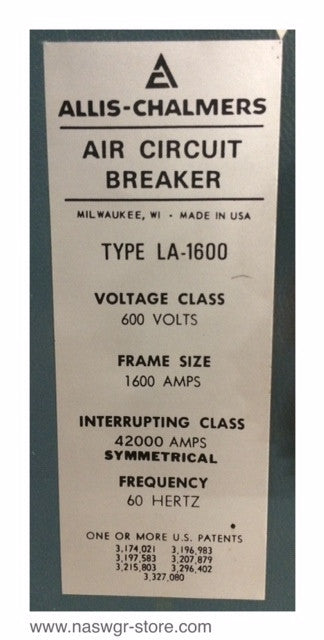 ALLIS-CHALMERS
AIR CIRCUIT
BREAKER
MILWAUKEE, WI - MADE IN USA
TYPE LA-1600
VOLTAGE CLASS
600 VOLTS
FRAME SIZE
1600 AMPS
INTERRUPTING CLASS
42000 AMPS
SYMMETRICAL
FREQUENCY
60 HERTZ
ONE OR MORE U.S. PATENTS
3,174,021 3,196,983
3,197,583 3,207,879
3,215,803 3,296,402
3,327,080
www.naswgr-store.com